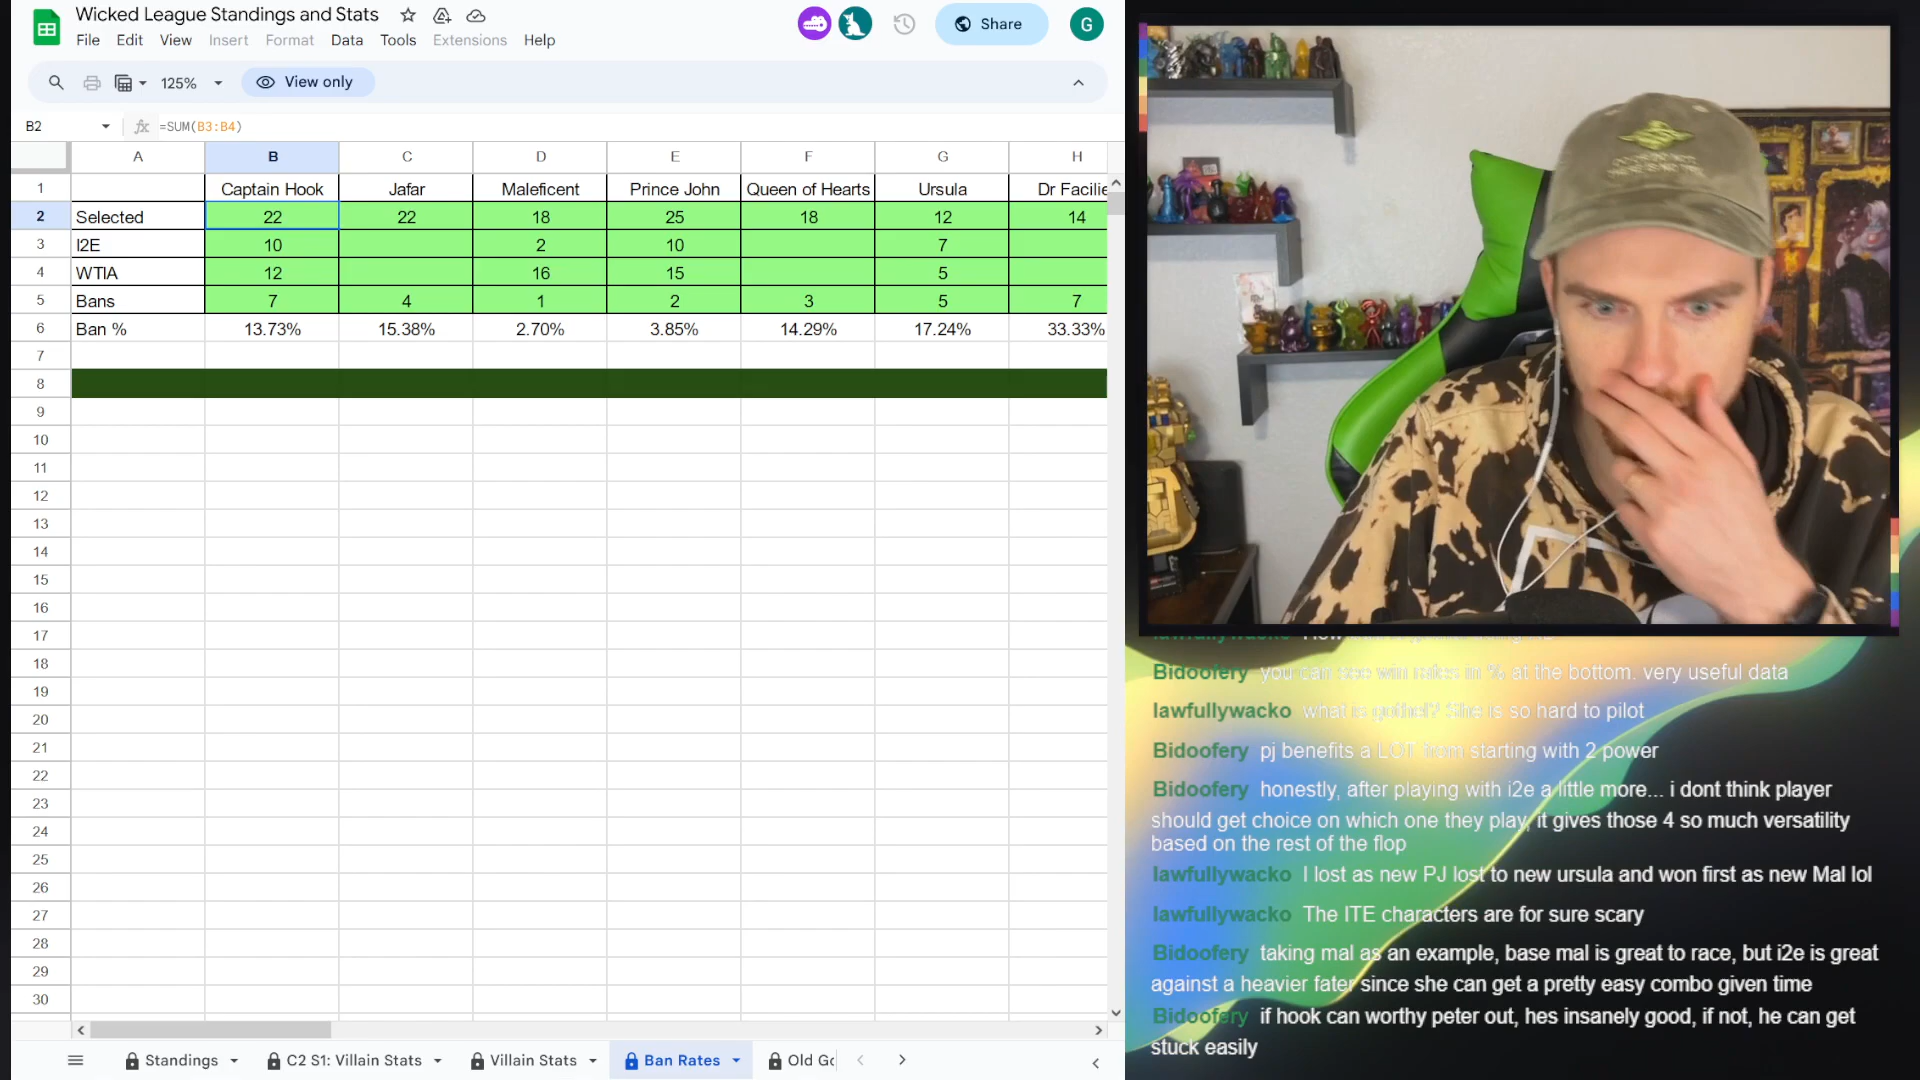 Wicked League Standings and Stats
File Edit View Insert Format Data Tools Extensions Help
Share
G
125%
View only
B2
fx =SUM(B3:B4)
A B C D E F G H
1 Captain Hook Jafar Maleficent Prince John Queen of Hearts Ursula Dr Facilie
2 Selected 22 22 18 25 18 12 14
3 I2E 10 2 10 7
4 WTIA 12 16 15 5
5 Bans 7 4 1 2 3 5 7
6 Ban % 13.73% 15.38% 2.70% 3.85% 14.29% 17.24% 33.33%
7
8
9
10
11
12
13
14
15
16
17
18
19
20
21
22
23
24
25
26
27
28
29
30
Standings C2 S1: Villain Stats Villain Stats Ban Rates Old Go
Bidoofery you can see win rates in % at the bottom. very useful data
lawfullywacko what is gothel? She is so hard to pilot
Bidoofery pj benefits a LOT from starting with 2 power
Bidoofery honestly, after playing with i2e a little more... i dont think player
should get choice on which one they play, it gives those 4 so much versatility
based on the rest of the flop
lawfullywacko I lost as new PJ lost to new ursula and won first as new Mal lol
lawfullywacko The ITE characters are for sure scary
Bidoofery taking mal as an example, base mal is great to race, but i2e is great
against a heavier fater since she can get a pretty easy combo given time
Bidoofery if hook can worthy peter out, hes insanely good, if not, he can get
stuck easily